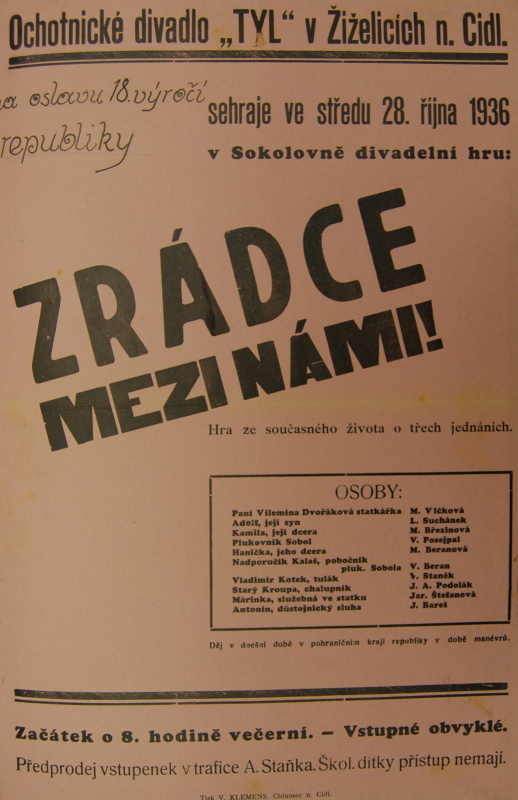 Ochotnické divadlo „TYL“ v Žiželicích n. Cidl.
na oslavu 18. výročí
republiky
sehraje ve středu 28. října 1936
v Sokolovně divadelní hru:
ZRÁDCE
MEZI NÁMI!
Hra ze současného života o třech jednáních.
OSOBY:
Paní Vilemína Dvořáková statkářka M. Vlčková
Adolf, její syn L. Suchánek
Kamila, její dcera M. Březinová
Plukovník Sobol V. Posejpal
Hanička, jeho dcera M. Beranová
Nadporučík Kalaš, pobočník
pluk. Sobola V. Beran
Vladimír Kotek, tulák V. Staněk
Starý Kroupa, chalupník J. A. Podolák
Mářinka, služebná ve statku Jar. Štefanová
Antonín, důstojnický sluha J. Bareš
Děj v dnešní době v pohraničním kraji republiky v době manévrů.
Začátek o 8. hodině večerní. – Vstupné obvyklé.
Předprodej vstupenek v trafice A. Staňka. Škol. dítky přístup nemají.
Tisk V. KLEMENS, Chlumec n. Cidl.